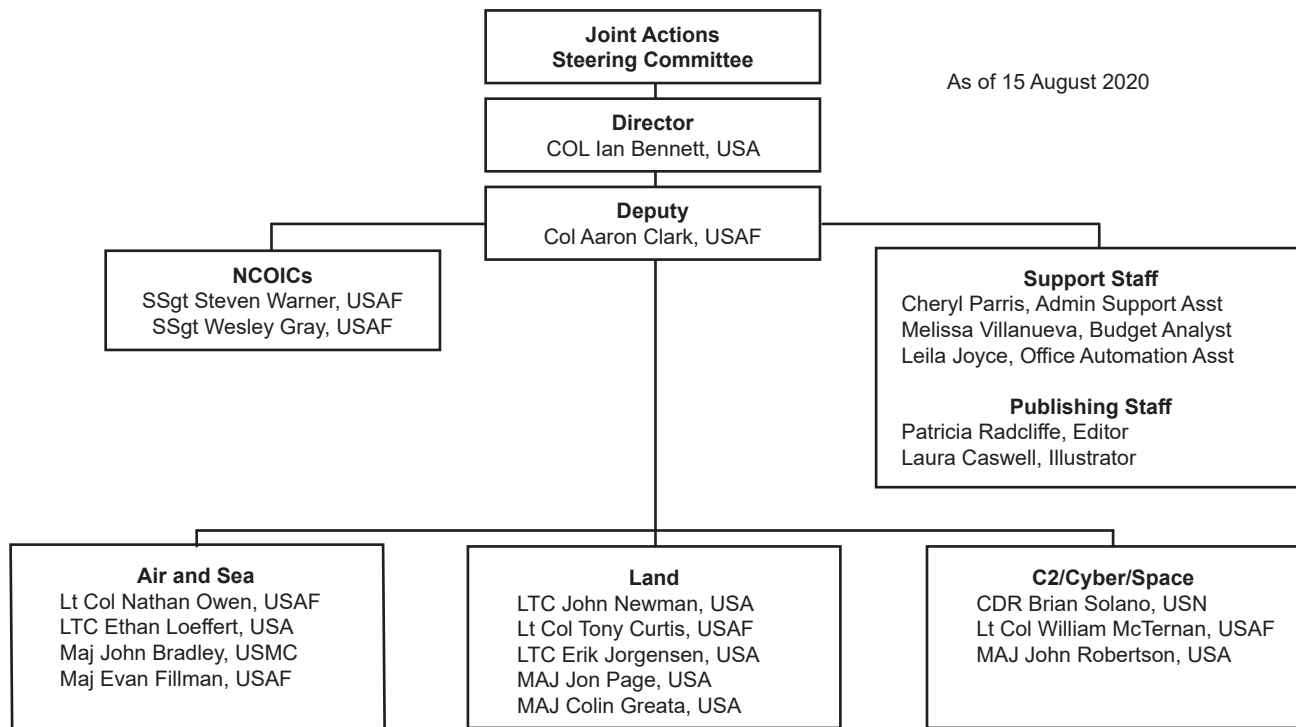 Joint Actions
Steering Committee
As of 15 August 2020
Director
COL Ian Bennett, USA
Deputy
Col Aaron Clark, USAF
NCOICs
SSgt Steven Warner, USAF
SSgt Wesley Gray, USAF
Support Staff
Cheryl Parris, Admin Support Asst
Melissa Villanueva, Budget Analyst
Leila Joyce, Office Automation Asst
Publishing Staff
Patricia Radcliffe, Editor
Laura Caswell, Illustrator
Air and Sea
Lt Col Nathan Owen, USAF
LTC Ethan Loeffert, USA
Maj John Bradley, USMC
Maj Evan Fillman, USAF
Land
LTC John Newman, USA
Lt Col Tony Curtis, USAF
LTC Erik Jorgensen, USA
MAJ Jon Page, USA
MAJ Colin Greata, USA
C2/Cyber/Space
CDR Brian Solano, USN
Lt Col William McTernan, USAF
MAJ John Robertson, USA